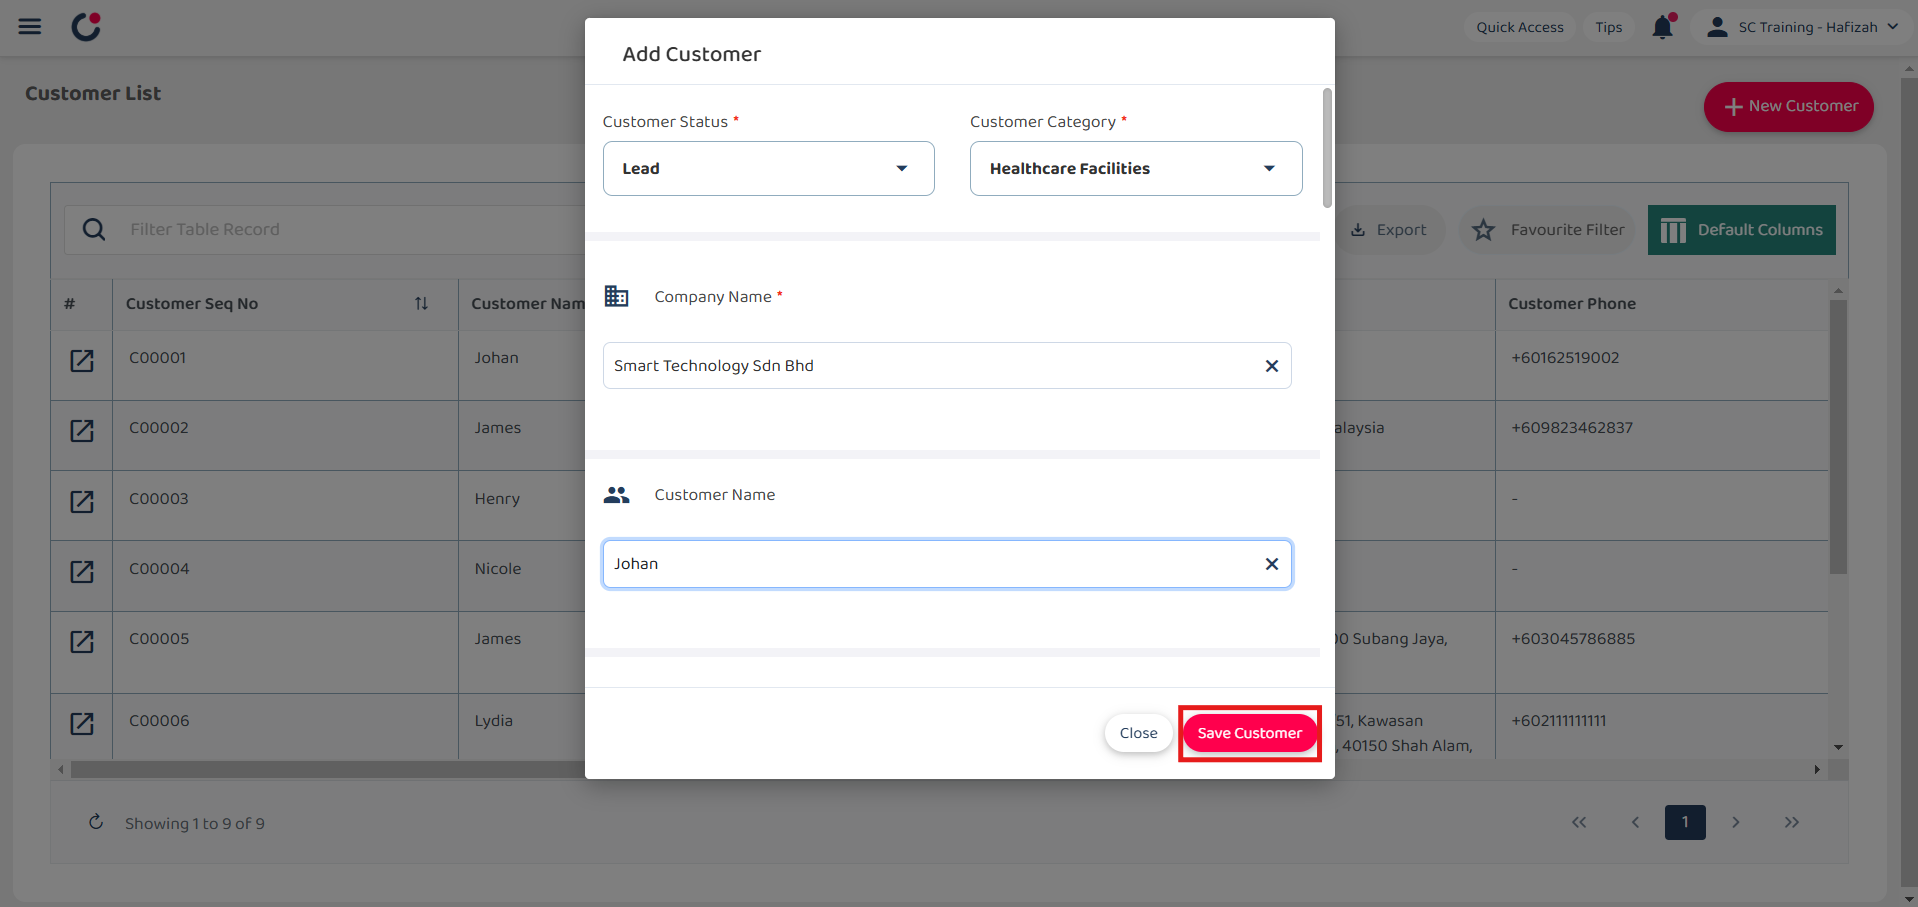 Quick Access
Tips
SC Training - Hafizah
Add Customer
Customer List
New Customer
Customer Status *
Customer Category *
Lead
Healthcare Facilities
Filter Table Record
Export
Favourite Filter
Default Columns
Company Name *
Smart Technology Sdn Bhd
Customer Name
Johan
Close
Save Customer
#
Customer Seq No
Customer Nam
Customer Phone
C00001
Johan
+60162519002
C00002
James
alaysia
+609823462837
C00003
Henry
-
C00004
Nicole
-
C00005
James
00 Subang Jaya,
+603045786885
C00006
Lydia
51, Kawasan
, 40150 Shah Alam,
+602111111111
Showing 1 to 9 of 9
1